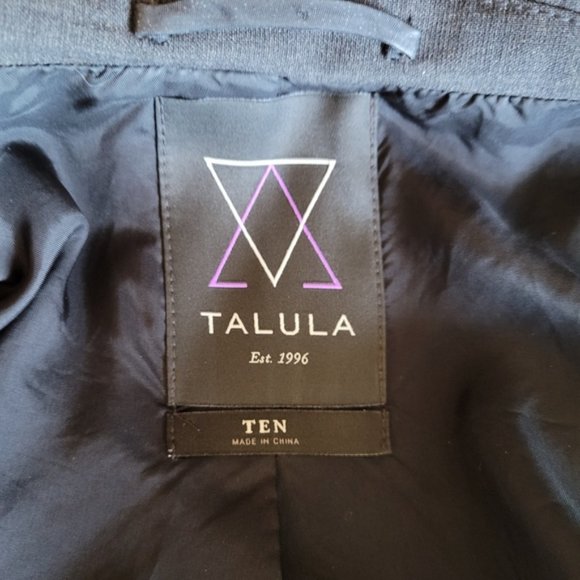 TALULA
Est. 1996
TEN
MADE IN CHINA